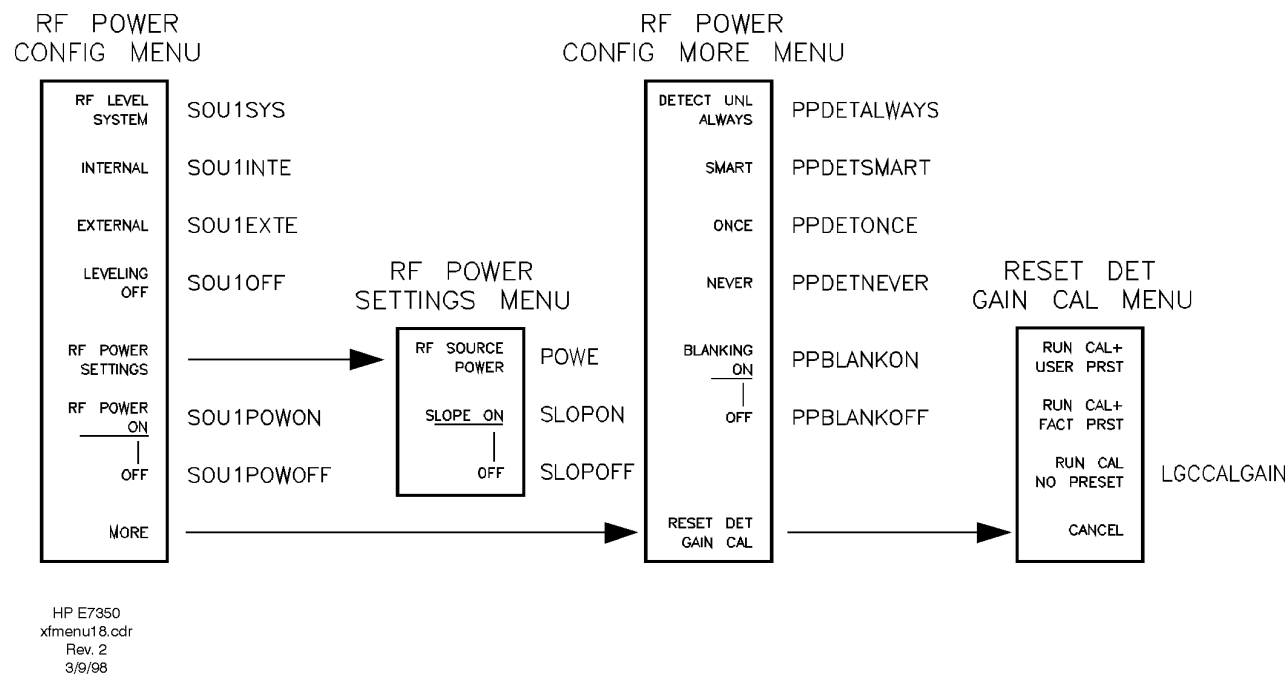 RF POWER
CONFIG MENU
RF LEVEL
SYSTEM
SOU1SYS
INTERNAL
SOU1INTE
EXTERNAL
SOU1EXTE
LEVELING
OFF
SOU1OFF
RF POWER
SETTINGS
RF POWER
ON
SOU1POWON
OFF
SOU1POWOFF
MORE
RF POWER
SETTINGS MENU
RF SOURCE
POWER
POWE
SLOPE ON
SLOPON
OFF
SLOPOFF
RF POWER
CONFIG MORE MENU
DETECT UNL
ALWAYS
PPDETALWAYS
SMART
PPDETSMART
ONCE
PPDETONCE
NEVER
PPDETNEVER
BLANKING
ON
PPBLANKON
OFF
PPBLANKOFF
RESET DET
GAIN CAL
RESET DET
GAIN CAL MENU
RUN CAL+
USER PRST
RUN CAL+
FACT PRST
RUN CAL
NO PRESET
LGCCALGAIN
CANCEL
HP E7350
xfmenu18.cdr
Rev. 2
3/9/98